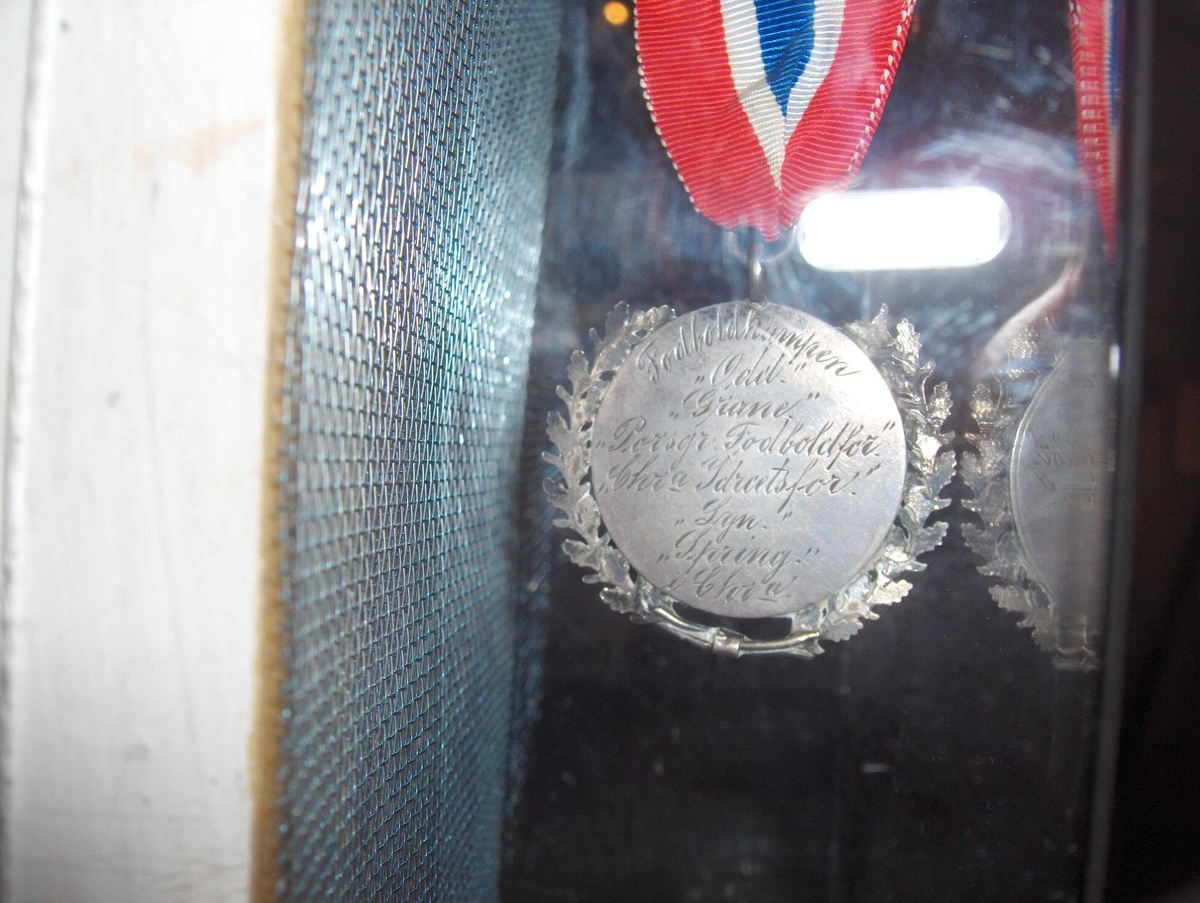 Fodboldkampen
"Odd."
"Grane."
"Porsgr. Fodboldfor."
"Chr.a Idrætsfor."
"Lyn."
"Spring."
Chr.a